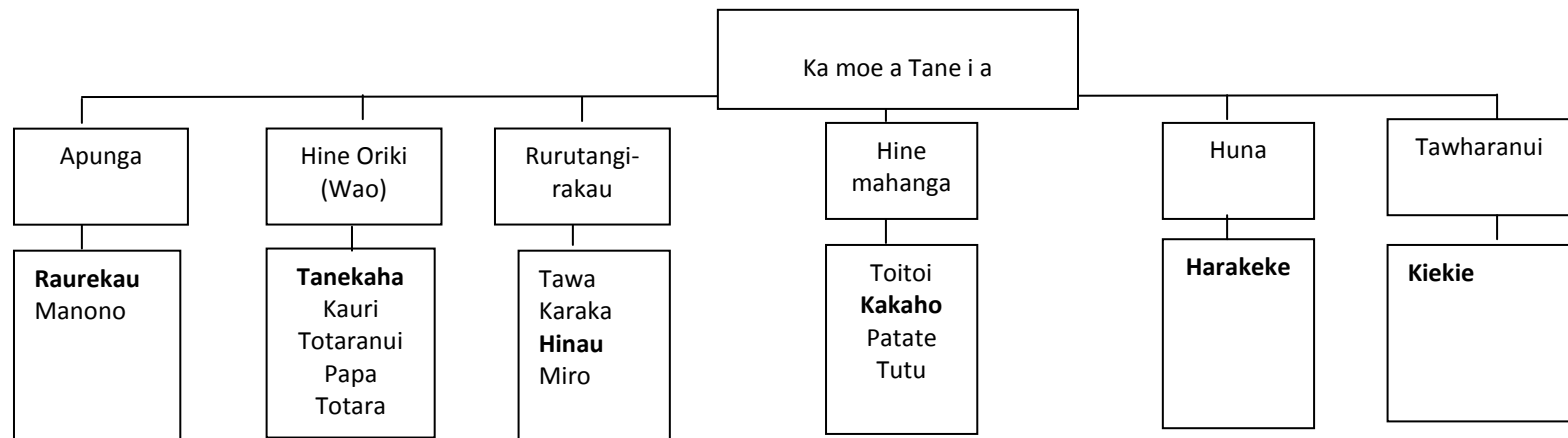 Ka moe a Tane i a
Apunga
Hine Oriki
(Wao)
Rurutangi-
rakau
Hine
mahanga
Huna
Tawharanui
Raurekau
Manono
Tanekaha
Kauri
Totaranui
Papa
Totara
Tawa
Karaka
Hinau
Miro
Toitoi
Kakaho
Patate
Tutu
Harakeke
Kiekie